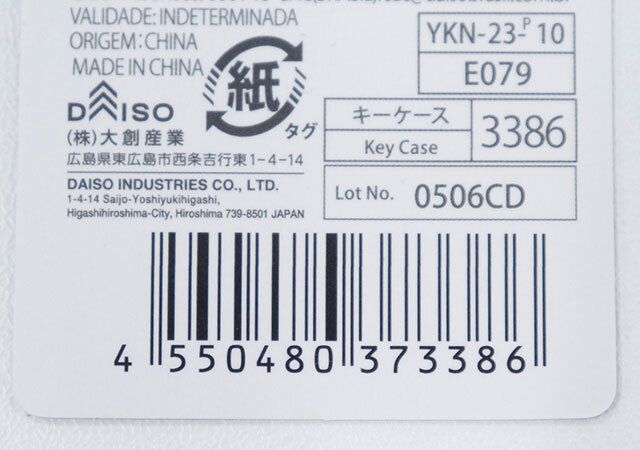 VALIDADE: INDETERMINADA
ORIGEM: CHINA
MADE IN CHINA
紙
タグ
DAISO
(株)大創産業
広島県東広島市西条吉行東1-4-14
DAISO INDUSTRIES CO., LTD.
1-4-14 Saijo-Yoshiyukihigashi,
Higashihiroshima-City, Hiroshima 739-8501 JAPAN
YKN-23-P 10
E079
キーケース
Key Case
3386
Lot No. 0506CD
4 550480 373386